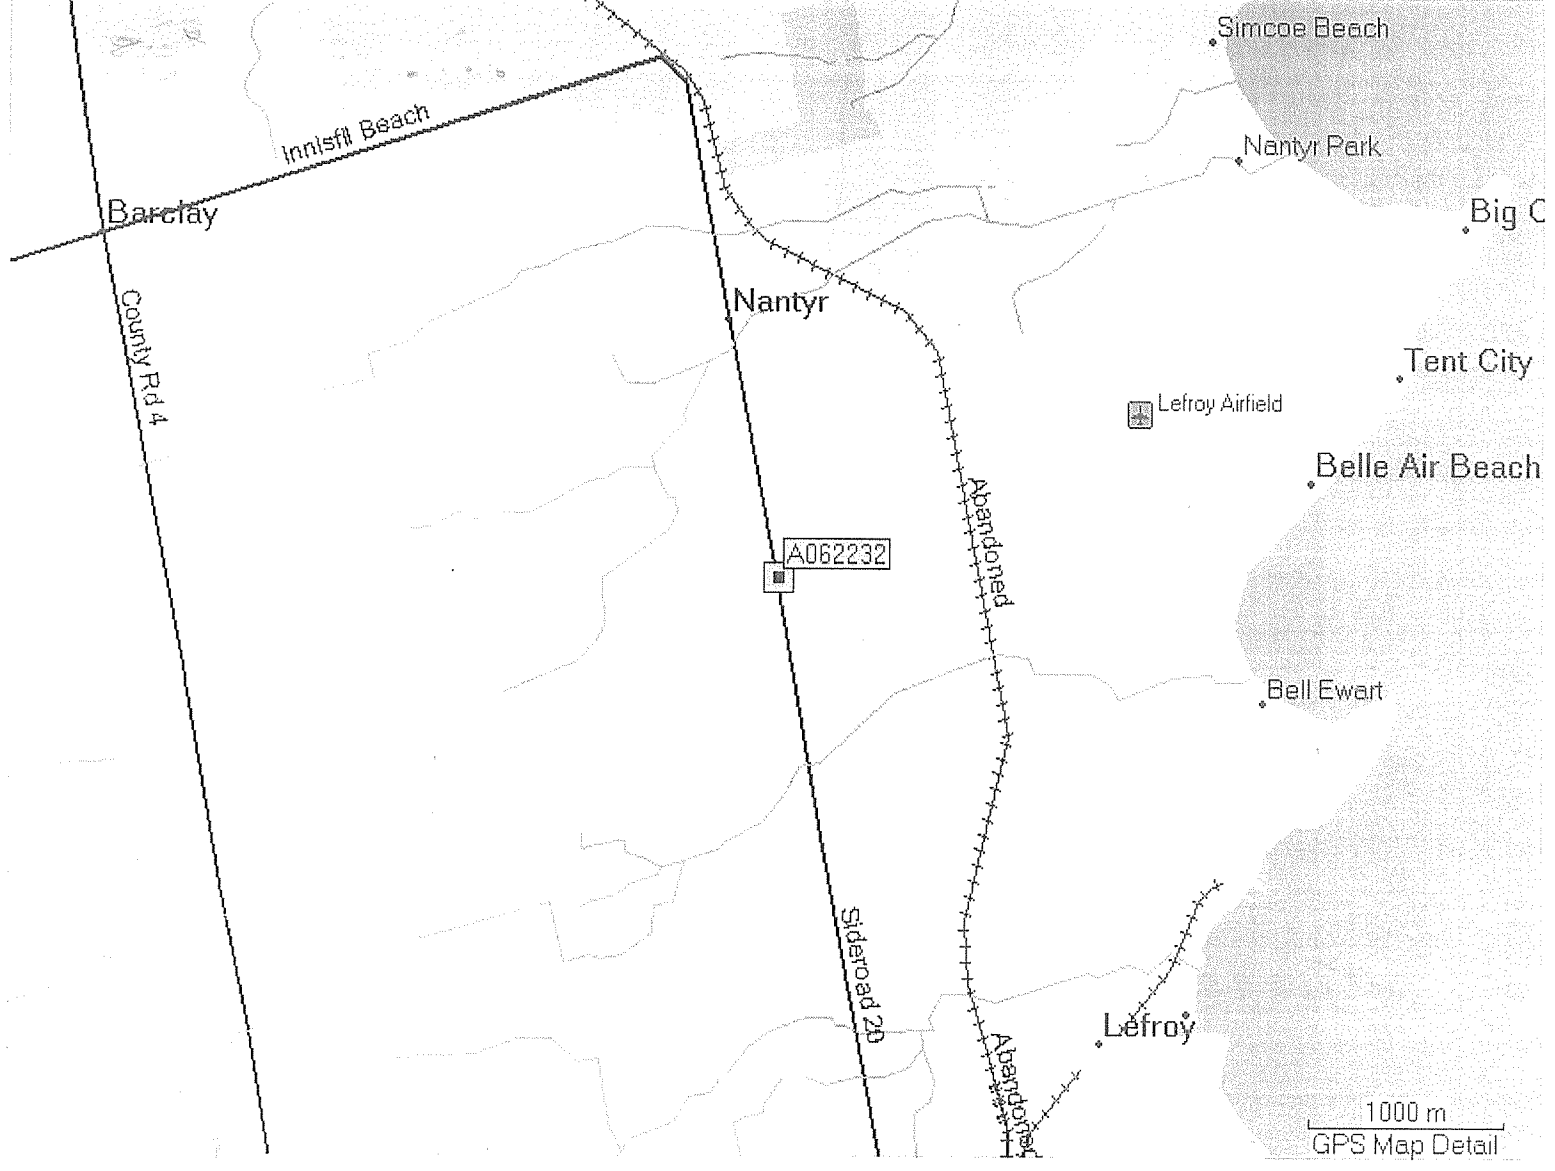 Simcoe Beach
Innisfil Beach
Nantyr Park
Barclay
Big
Nantyr
County Rd 4
Tent City
Lefroy Airfield
Belle Air Beach
Abandoned
A062232
Bell Ewart
Sideroad 20
Lefroy
Abandoned
1000 m
GPS Map Detail